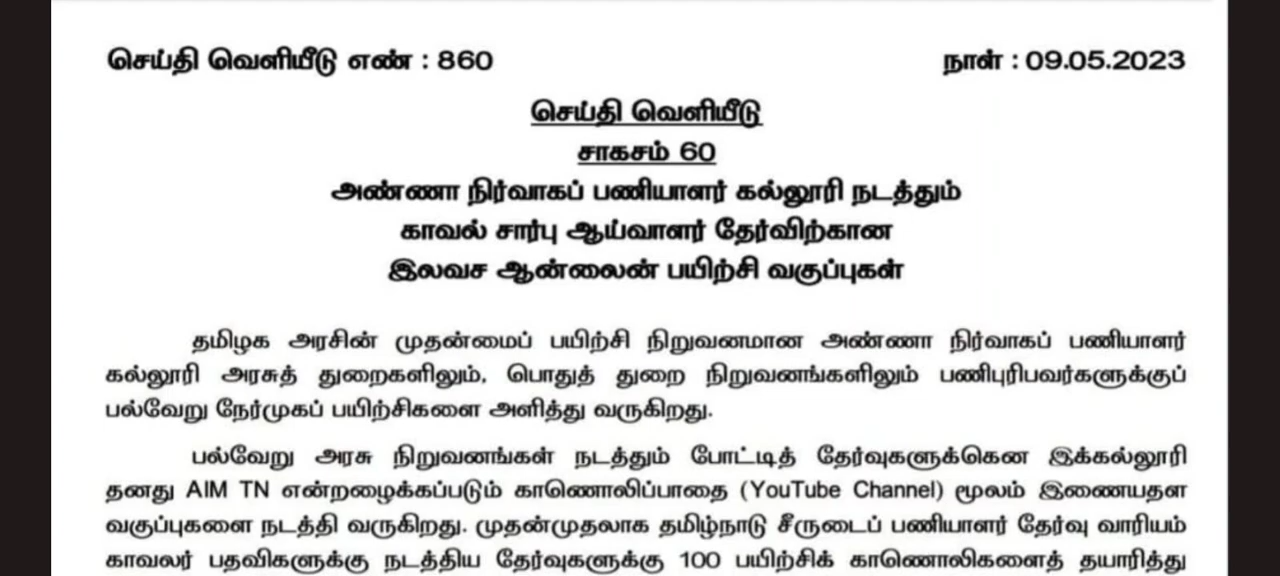 செய்தி வெளியீடு எண் : 860 நாள் : 09.05.2023
செய்தி வெளியீடு
சாகசம் 60
அண்ணா நிர்வாகப் பணியாளர் கல்லூரி நடத்தும்
காவல் சார்பு ஆய்வாளர் தேர்விற்கான
இலவச ஆன்லைன் பயிற்சி வகுப்புகள்
தமிழக அரசின் முதன்மைப் பயிற்சி நிறுவனமான அண்ணா நிர்வாகப் பணியாளர்
கல்லூரி அரசுத் துறைகளிலும், பொதுத் துறை நிறுவனங்களிலும் பணிபுரிபவர்களுக்குப்
பல்வேறு நேர்முகப் பயிற்சிகளை அளித்து வருகிறது.
பல்வேறு அரசு நிறுவனங்கள் நடத்தும் போட்டித் தேர்வுகளுக்கென இக்கல்லூரி
தனது AIM TN என்றழைக்கப்படும் காணொலிப்பாதை (YouTube Channel) மூலம் இணையதள
வகுப்புகளை நடத்தி வருகிறது. முதன்முதலாக தமிழ்நாடு சீருடைப் பணியாளர் தேர்வு வாரியம்
காவலர் பதவிகளுக்கு நடத்திய தேர்வுகளுக்கு 100 பயிற்சிக் காணொலிகளைத் தயாரித்து